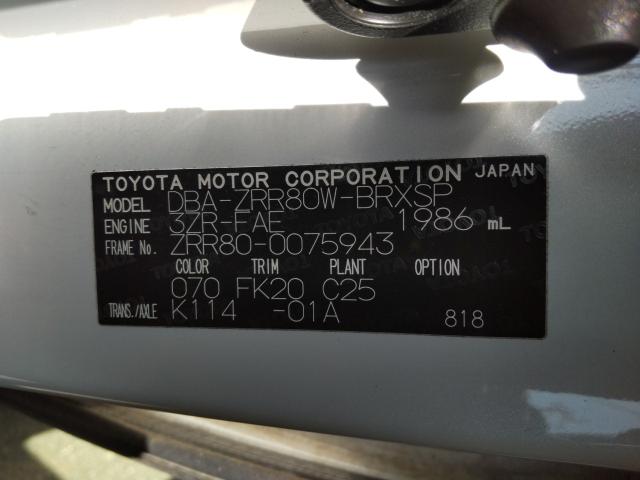 TOYOTA MOTOR CORPORATION JAPAN
MODEL DBA-ZRR80W-BRXSP
ENGINE 3ZR-FAE 1986 mL
FRAME No. ZRR80-0075943
COLOR TRIM PLANT OPTION
070 FK20 C25
TRANS./AXLE K114 -01A 818